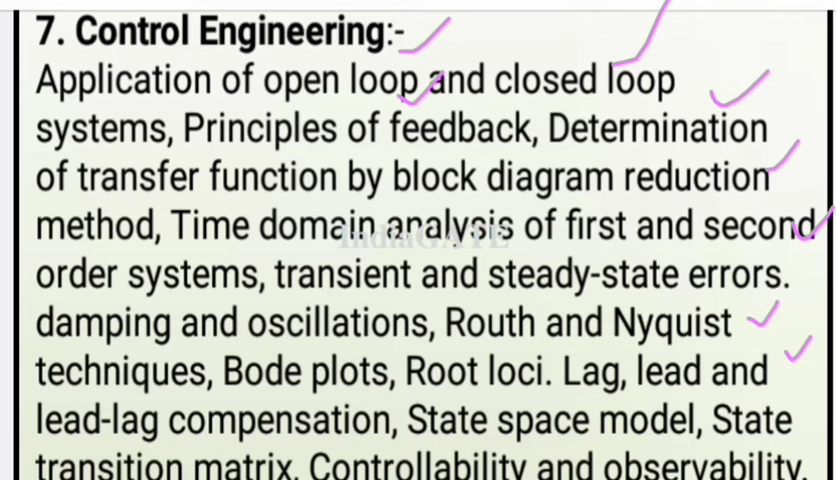 7. Control Engineering:-
Application of open loop and closed loop
systems, Principles of feedback, Determination
of transfer function by block diagram reduction
method, Time domain analysis of first and second
order systems, transient and steady-state errors.
damping and oscillations, Routh and Nyquist
techniques, Bode plots, Root loci. Lag, lead and
lead-lag compensation, State space model, State
transition matrix, Controllability and observability.
IndiaGATE